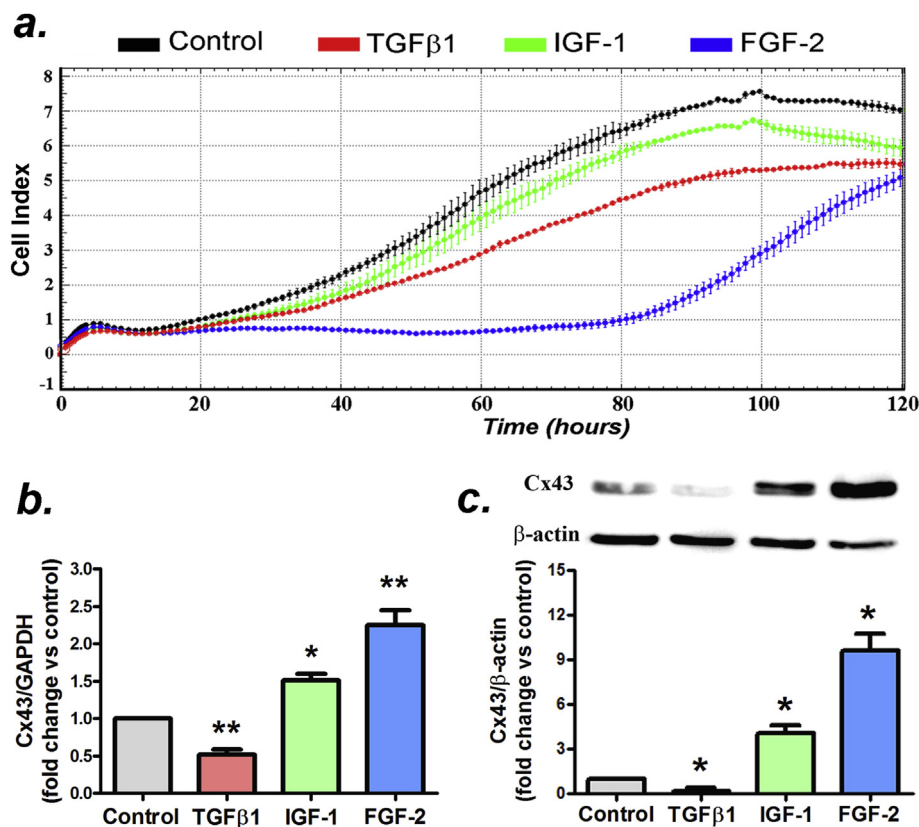 a.
Control TGFβ1 IGF-1 FGF-2
8
7
6
5
4
3
2
1
0
-1
Cell Index
0 20 40 60 80 100 120
Time (hours)
b.
Cx43/GAPDH
(fold change vs control)
3.0
2.5
2.0
1.5
1.0
0.5
0.0
** * **
Control TGFβ1 IGF-1 FGF-2
c.
Cx43
β-actin
Cx43/β-actin
(fold change vs control)
15
12
9
6
3
0
* * *
Control TGFβ1 IGF-1 FGF-2